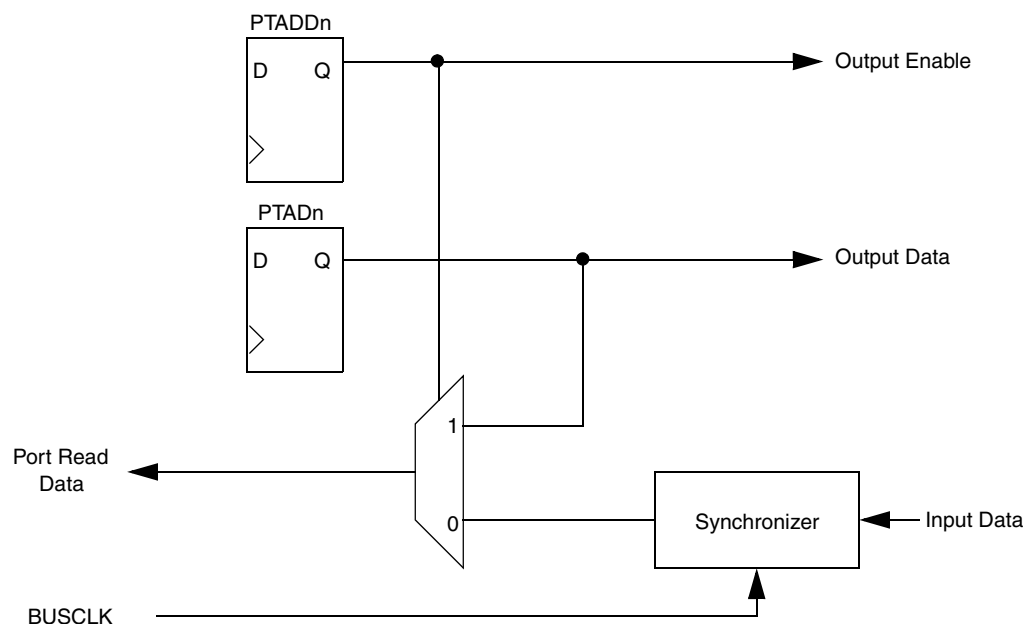 PTADDn
D Q
Output Enable
PTADn
D Q
Output Data
1
Port Read
Data
0
Synchronizer
Input Data
BUSCLK